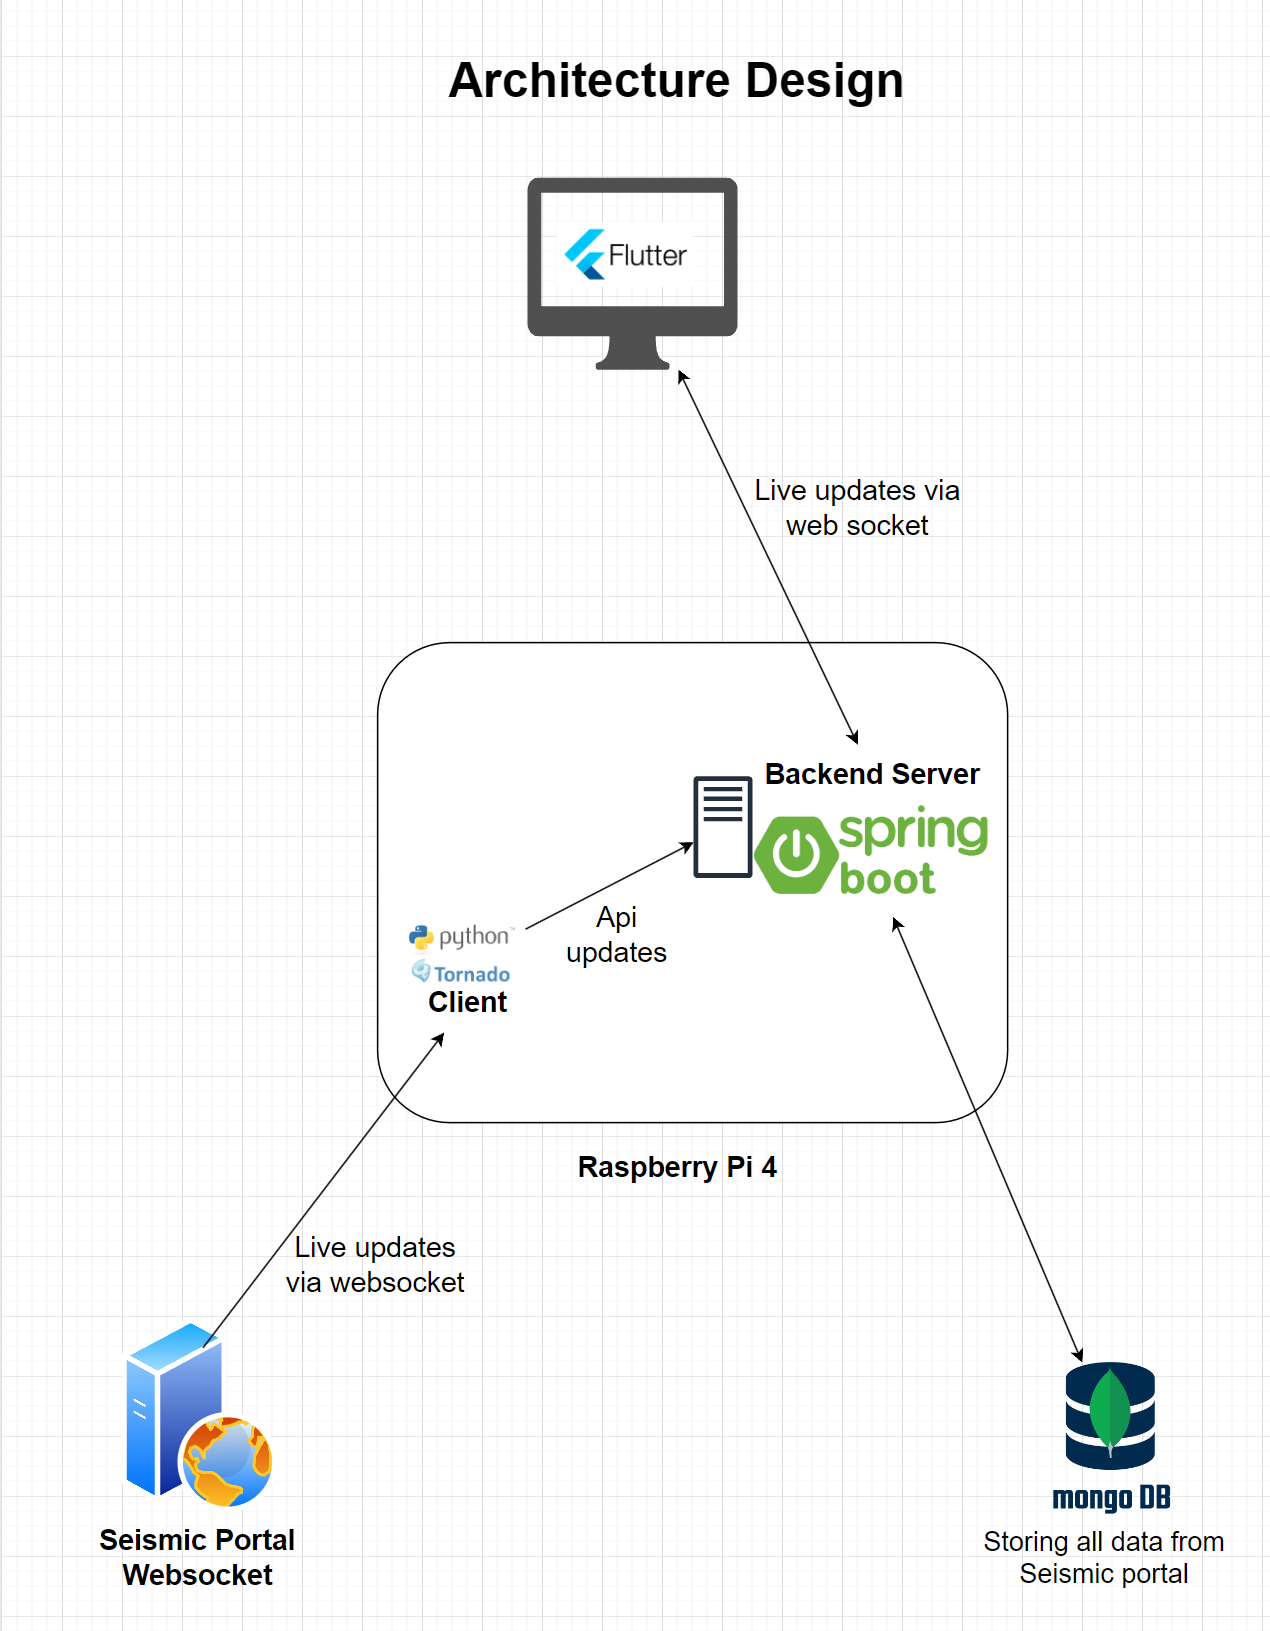 Architecture Design
Flutter
Live updates via
web socket
Backend Server
spring
boot
Api
updates
python™
Tornado
Client
Raspberry Pi 4
Live updates
via websocket
Seismic Portal
Websocket
mongo DB
Storing all data from
Seismic portal